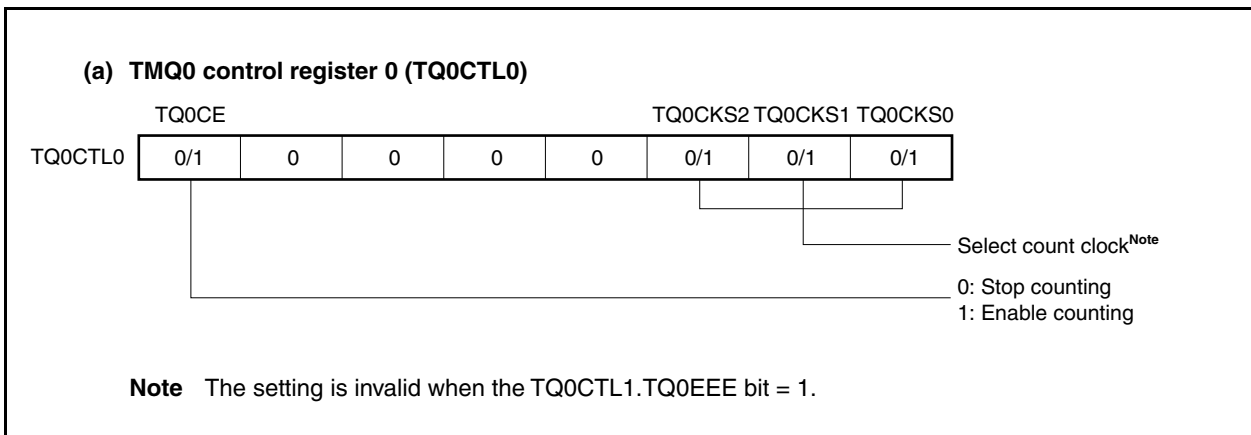 (a) TMQ0 control register 0 (TQ0CTL0)
TQ0CE TQ0CKS2 TQ0CKS1 TQ0CKS0
TQ0CTL0 0/1 0 0 0 0 0/1 0/1 0/1
Select count clockNote
0: Stop counting
1: Enable counting
Note The setting is invalid when the TQ0CTL1.TQ0EEE bit = 1.